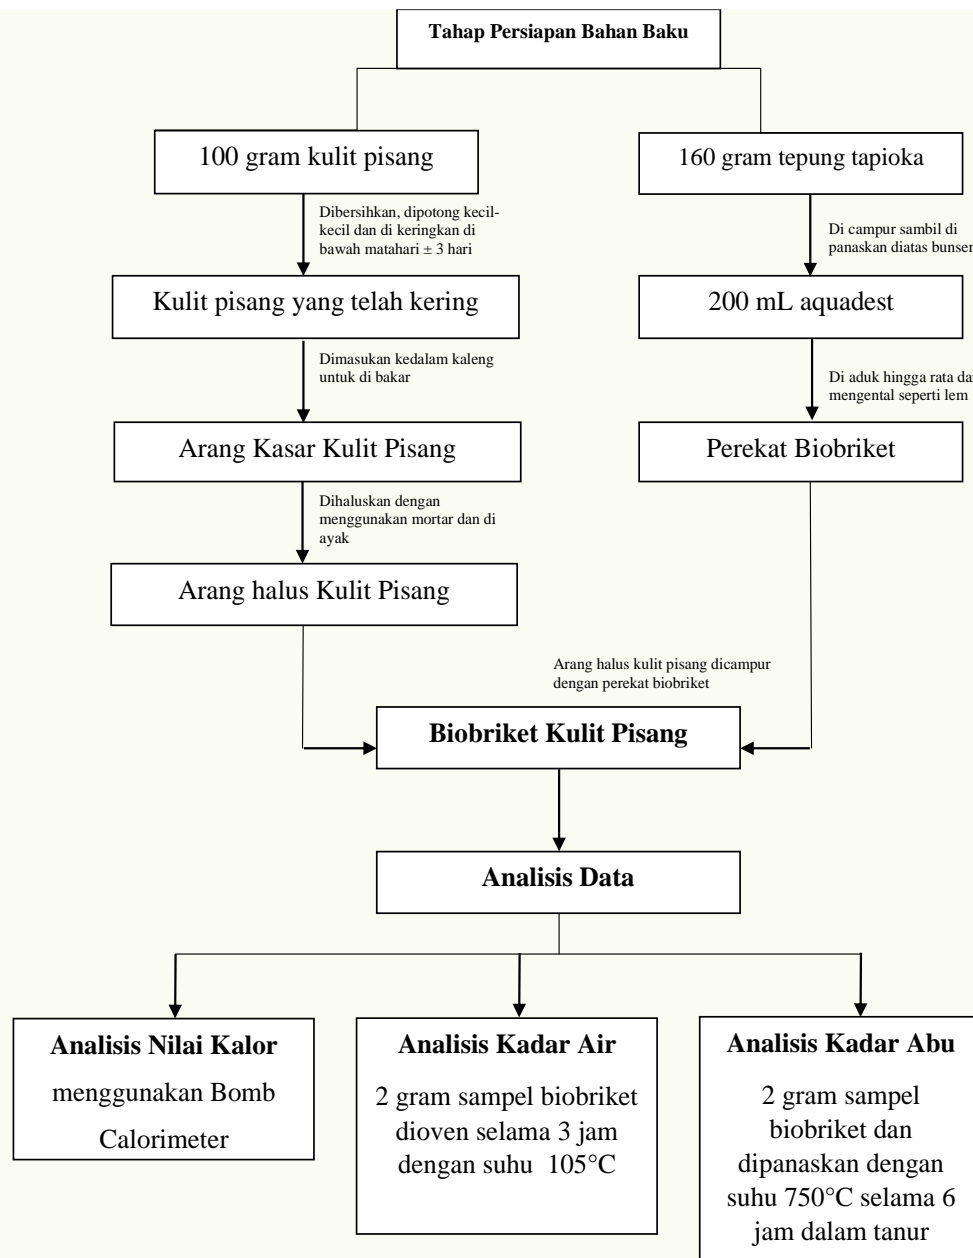 Tahap Persiapan Bahan Baku
100 gram kulit pisang
160 gram tepung tapioka
Dibersihkan, dipotong kecil-
kecil dan di keringkan di
bawah matahari ± 3 hari
Di campur sambil di
panaskan diatas bunsen
Kulit pisang yang telah kering
200 mL aquadest
Dimasukan kedalam kaleng
untuk di bakar
Di aduk hingga rata da
mengental seperti lem
Arang Kasar Kulit Pisang
Perekat Biobriket
Dihaluskan dengan
menggunakan mortar dan di
ayak
Arang halus Kulit Pisang
Arang halus kulit pisang dicampur
dengan perekat biobriket
Biobriket Kulit Pisang
Analisis Data
Analisis Nilai Kalor
menggunakan Bomb
Calorimeter
Analisis Kadar Air
2 gram sampel biobriket
dioven selama 3 jam
dengan suhu 105°C
Analisis Kadar Abu
2 gram sampel
biobriket dan
dipanaskan dengan
suhu 750°C selama 6
jam dalam tanur